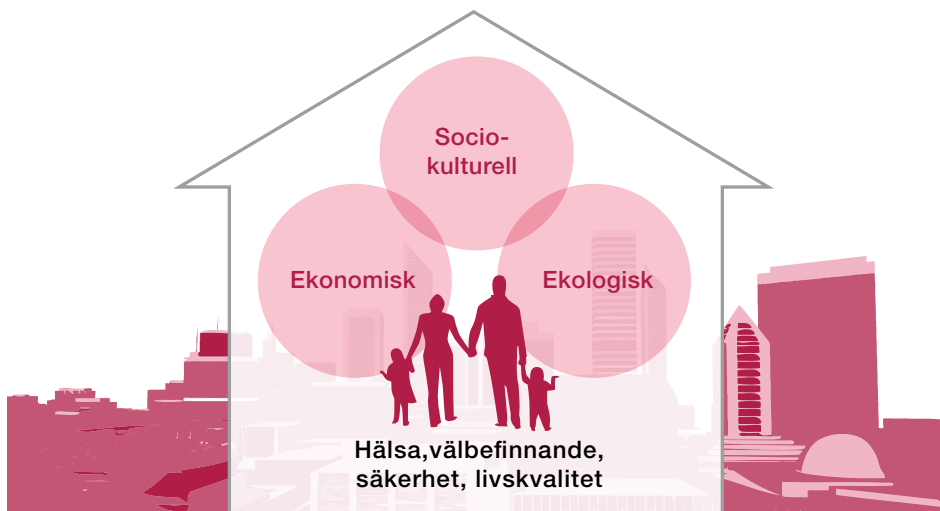 Socio-
kulturell
Ekonomisk
Ekologisk
Hälsa,välbefinnande,
säkerhet, livskvalitet